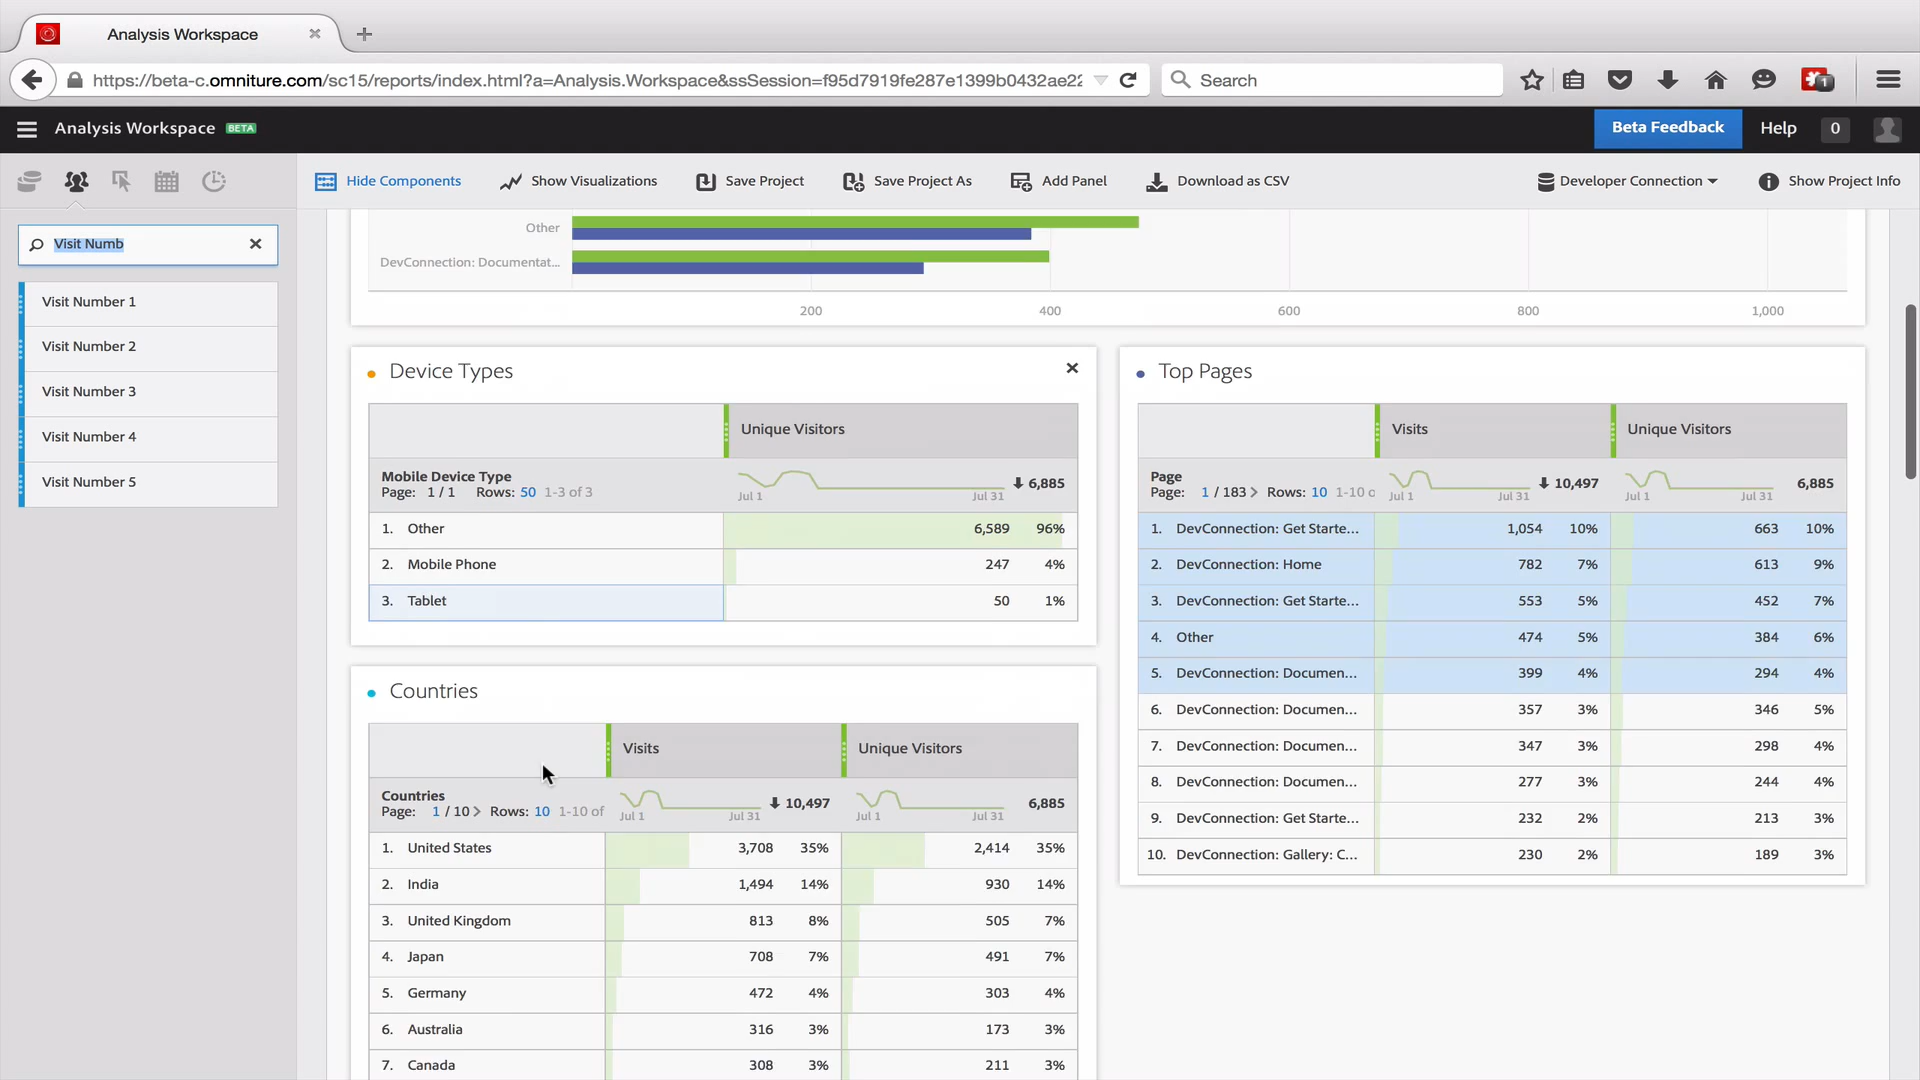 Analysis Workspace
https://beta-c.omniture.com/sc15/reports/index.html?a=Analysis.Workspace&ssSession=f95d7919fe287e1399b0432ae22
Search
1
Analysis Workspace BETA
Beta Feedback
Help
0
Hide Components
Show Visualizations
Save Project
Save Project As
Add Panel
Download as CSV
Developer Connection
Show Project Info
Visit Numb
Visit Number 1
Visit Number 2
Visit Number 3
Visit Number 4
Visit Number 5
Other
DevConnection: Documentat...
200 400 600 800 1,000
Device Types
Unique Visitors
Mobile Device Type
Page: 1 / 1 Rows: 50 1-3 of 3
Jul 1 Jul 31 6,885
1. Other 6,589 96%
2. Mobile Phone 247 4%
3. Tablet 50 1%
Top Pages
Visits Unique Visitors
Page
Page: 1 / 183 > Rows: 10 1-10 o
Jul 1 Jul 31 10,497
Jul 1 Jul 31 6,885
1. DevConnection: Get Starte... 1,054 10% 663 10%
2. DevConnection: Home 782 7% 613 9%
3. DevConnection: Get Starte... 553 5% 452 7%
4. Other 474 5% 384 6%
5. DevConnection: Documen... 399 4% 294 4%
6. DevConnection: Documen... 357 3% 346 5%
7. DevConnection: Documen... 347 3% 298 4%
8. DevConnection: Documen... 277 3% 244 4%
9. DevConnection: Get Starte... 232 2% 213 3%
10. DevConnection: Gallery: C... 230 2% 189 3%
Countries
Visits Unique Visitors
Countries
Page: 1 / 10 > Rows: 10 1-10 of
Jul 1 Jul 31 10,497
Jul 1 Jul 31 6,885
1. United States 3,708 35% 2,414 35%
2. India 1,494 14% 930 14%
3. United Kingdom 813 8% 505 7%
4. Japan 708 7% 491 7%
5. Germany 472 4% 303 4%
6. Australia 316 3% 173 3%
7. Canada 308 3% 211 3%